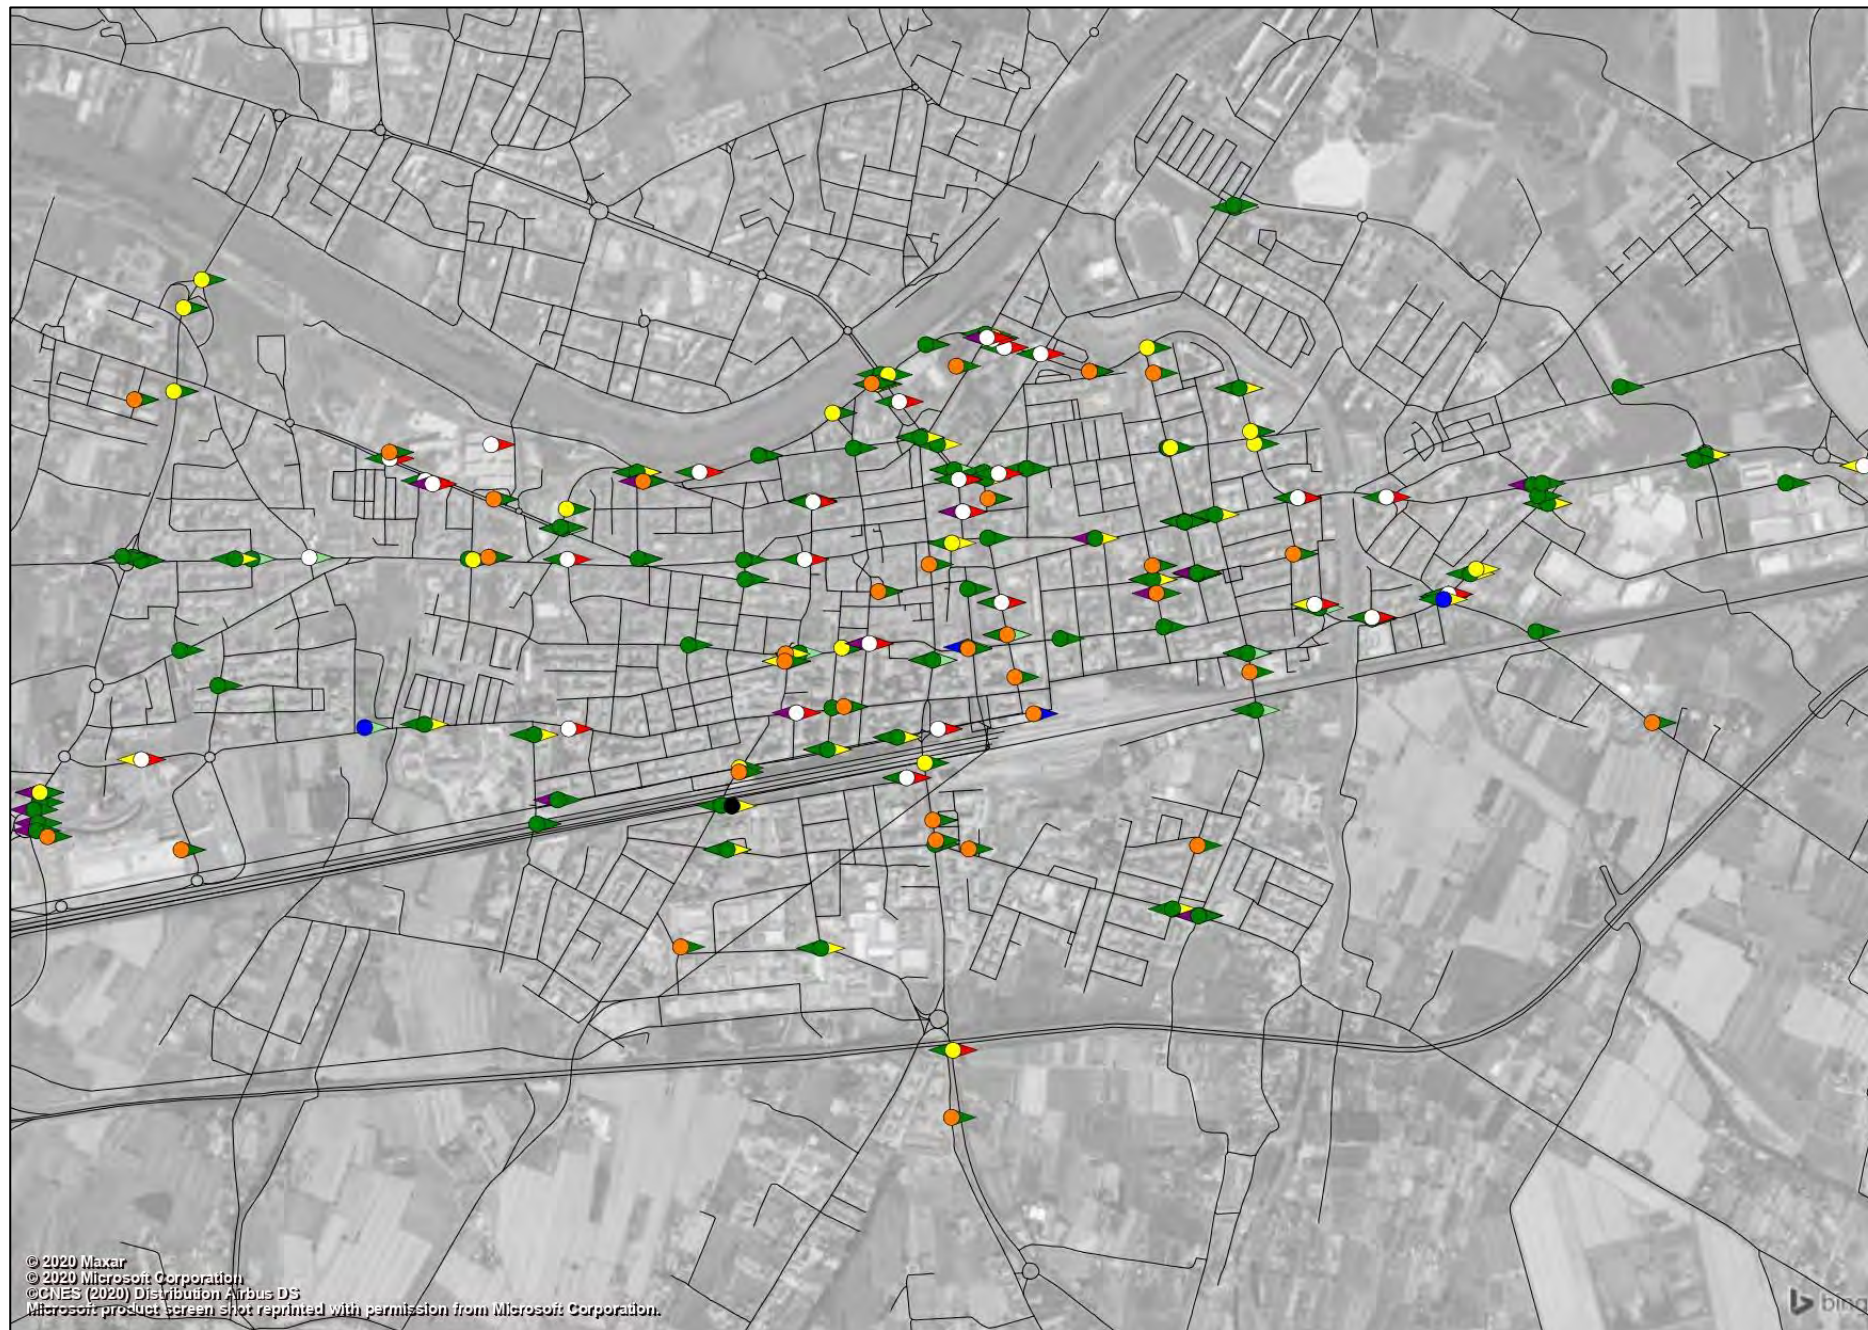 © 2020 Maxar
© 2020 Microsoft Corporation
©CNES (2020) Distribution Airbus DS
Microsoft product screen shot reprinted with permission from Microsoft Corporation.
bing